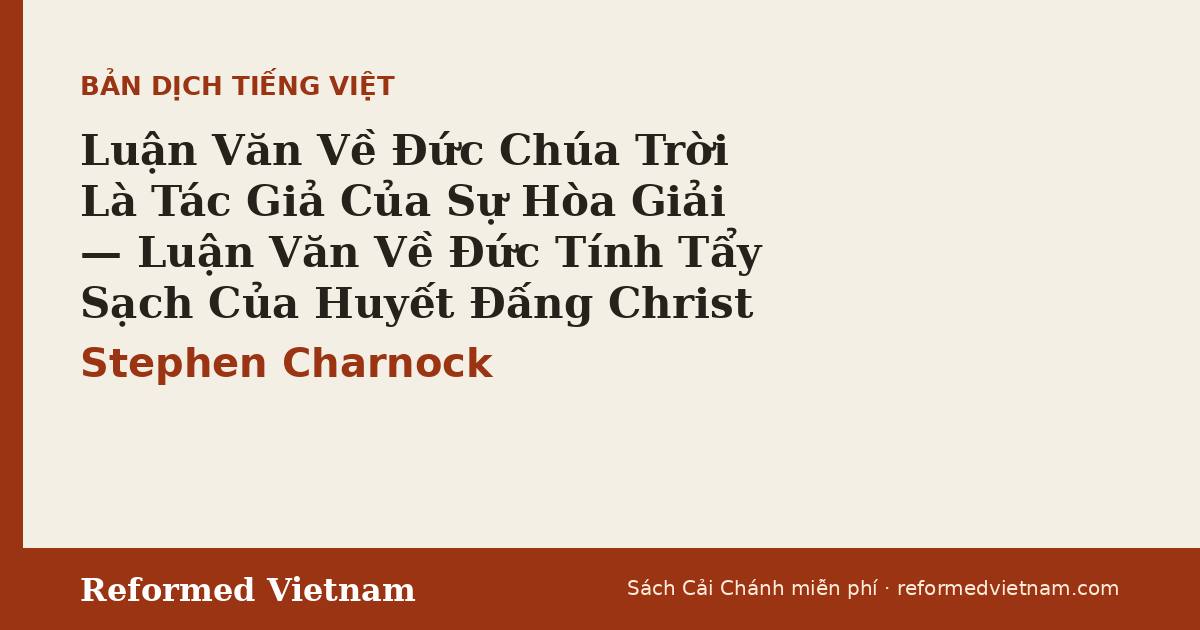 BẢN DỊCH TIẾNG VIỆT
Luận Văn Về Đức Chúa Trời
Là Tác Giả Của Sự Hòa Giải
— Luận Văn Về Đức Tính Tẩy
Sạch Của Huyết Đấng Christ
Stephen Charnock
Reformed Vietnam
Sách Cải Chánh miễn phí · reformedvietnam.com